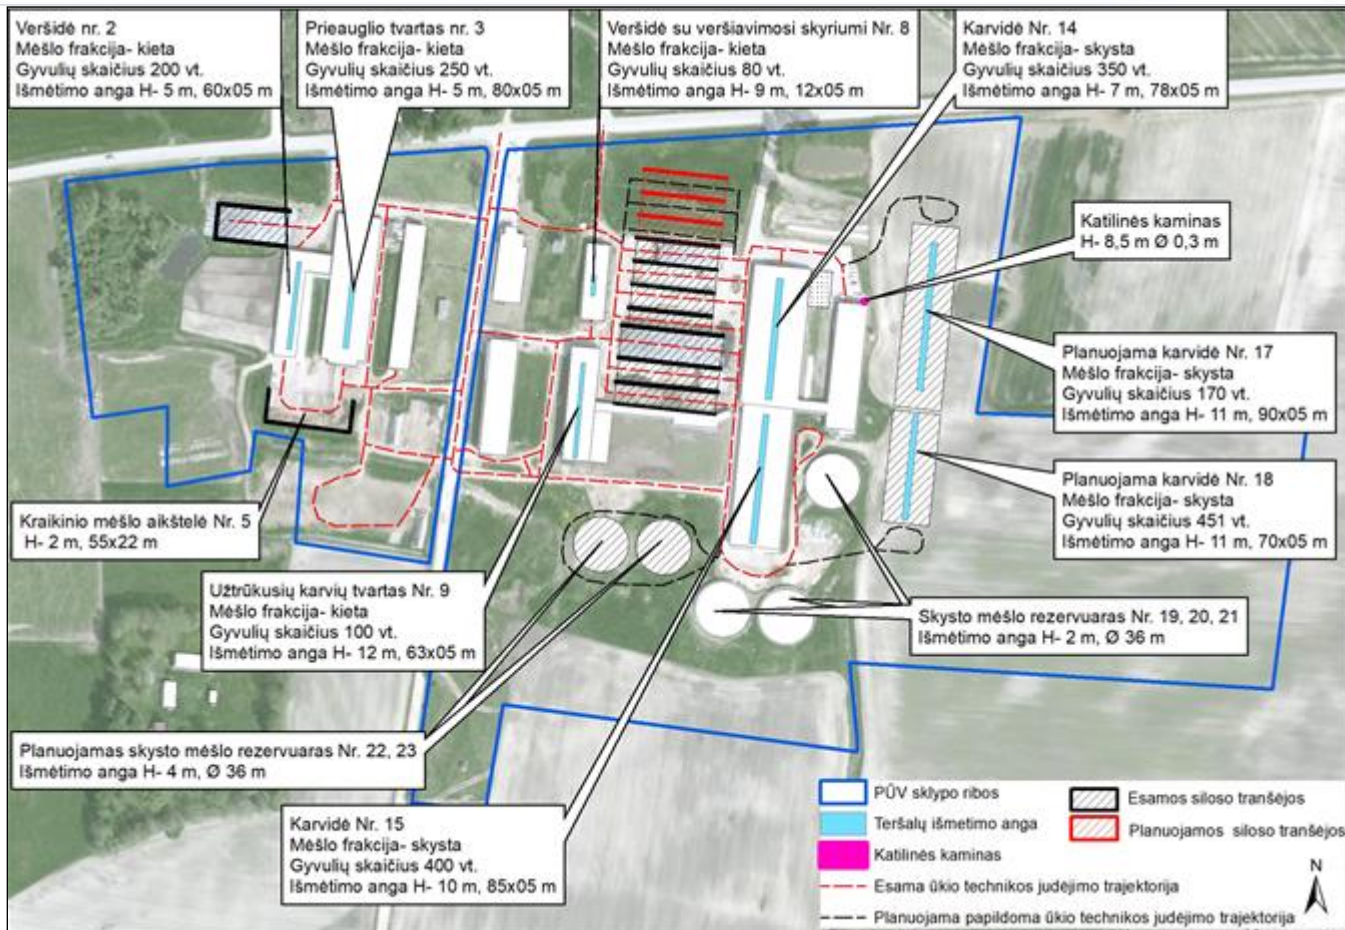 Veršidė nr. 2
Mėšlo frakcija- kieta
Gyvulių skaičius 200 vt.
Išmėtimo anga H- 5 m, 60x05 m
Prieauglio tvartas nr. 3
Mėšlo frakcija- kieta
Gyvulių skaičius 250 vt.
Išmėtimo anga H- 5 m, 80x05 m
Veršidė su veršiavimosi skyriumi Nr. 8
Mėšlo frakcija- kieta
Gyvulių skaičius 80 vt.
Išmėtimo anga H- 9 m, 12x05 m
Karvidė Nr. 14
Mėšlo frakcija- skysta
Gyvulių skaičius 350 vt.
Išmėtimo anga H- 7 m, 78x05 m
Katilinės kaminas
H- 8,5 m Ø 0,3 m
Planuojama karvidė Nr. 17
Mėšlo frakcija- skysta
Gyvulių skaičius 170 vt.
Išmėtimo anga H- 11 m, 90x05 m
Planuojama karvidė Nr. 18
Mėšlo frakcija- skysta
Gyvulių skaičius 451 vt.
Išmėtimo anga H- 11 m, 70x05 m
Kraikinio mėšlo aikštelė Nr. 5
H- 2 m, 55x22 m
Užtrūkusių karvių tvartas Nr. 9
Mėšlo frakcija- kieta
Gyvulių skaičius 100 vt.
Išmėtimo anga H- 12 m, 63x05 m
Skysto mėšlo rezervuaras Nr. 19, 20, 21
Išmėtimo anga H- 2 m, Ø 36 m
Planuojamas skysto mėšlo rezervuaras Nr. 22, 23
Išmėtimo anga H- 4 m, Ø 36 m
Karvidė Nr. 15
Mėšlo frakcija- skysta
Gyvulių skaičius 400 vt.
Išmėtimo anga H- 10 m, 85x05 m
PŪV sklypo ribos
Teršalų išmetimo anga
Katilinės kaminas
Esama ūkio technikos judėjimo trajektorija
Planuojama papildoma ūkio technikos judėjimo trajektorija
Esamos siloso tranšėjos
Planuojamos siloso tranšėjos
N